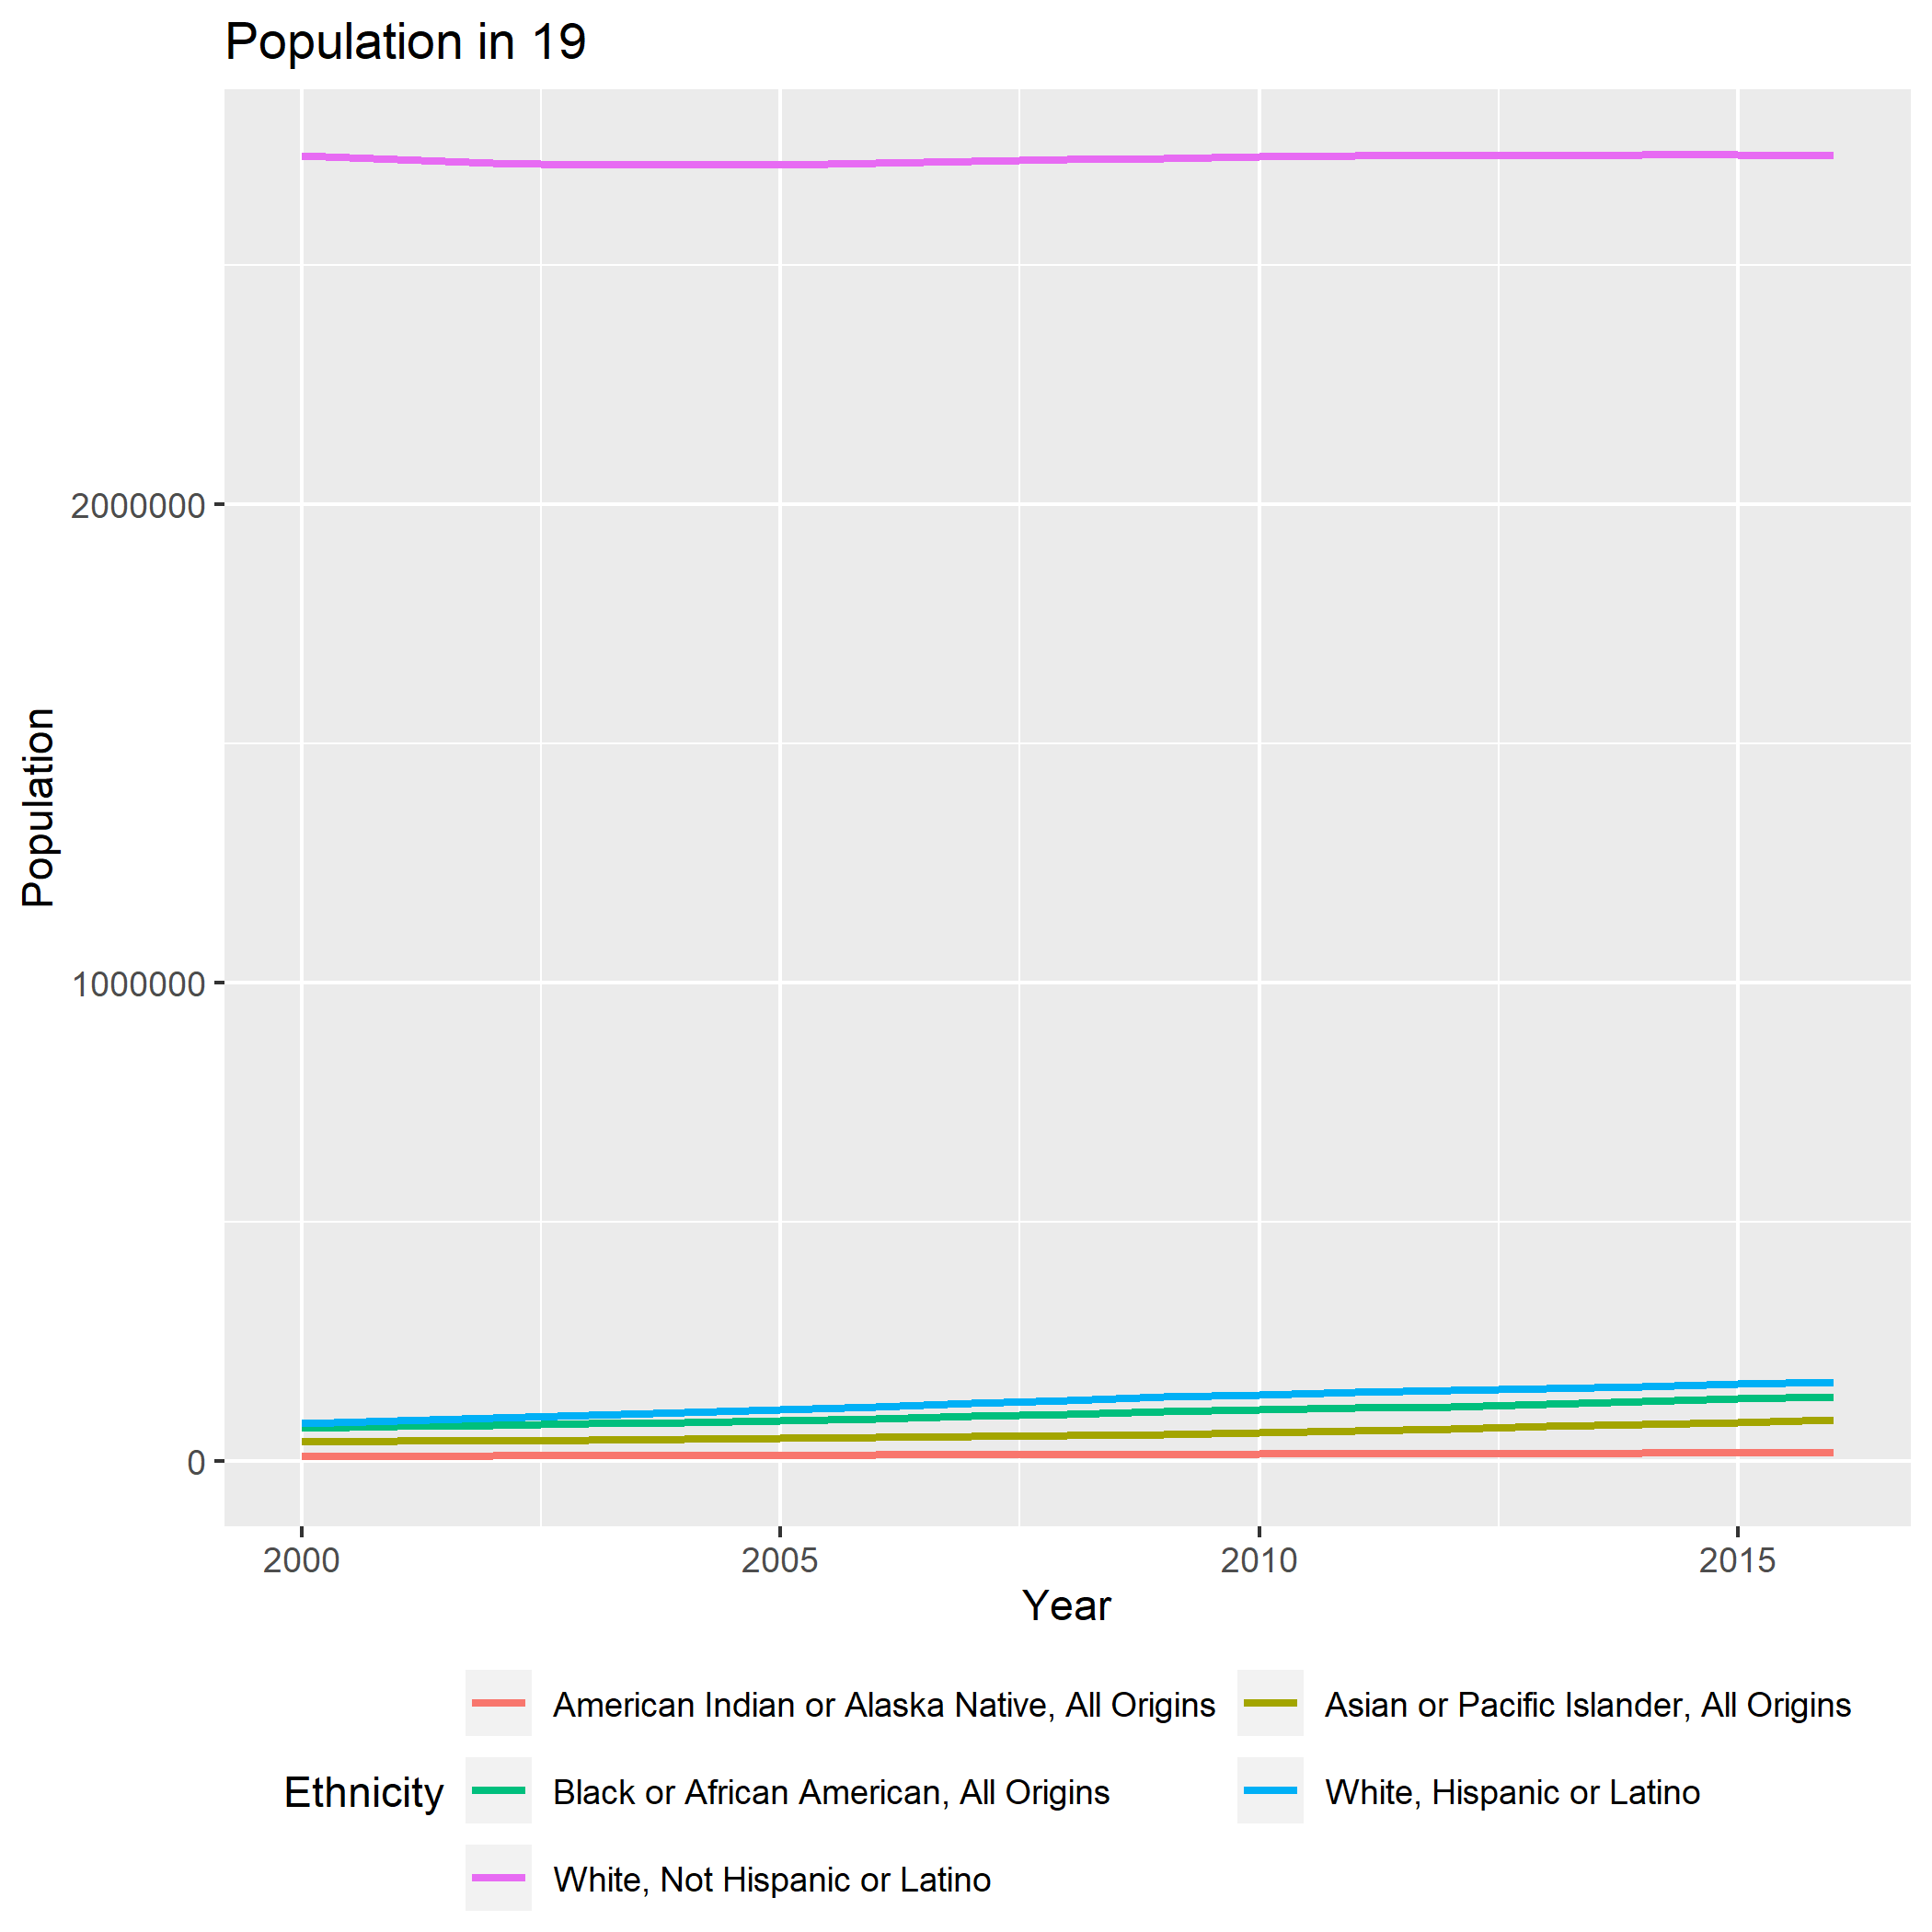 Population in 19
Population
2000000
1000000
0
2000 2005 2010 2015
Year
Ethnicity
American Indian or Alaska Native, All Origins
Asian or Pacific Islander, All Origins
Black or African American, All Origins
White, Hispanic or Latino
White, Not Hispanic or Latino